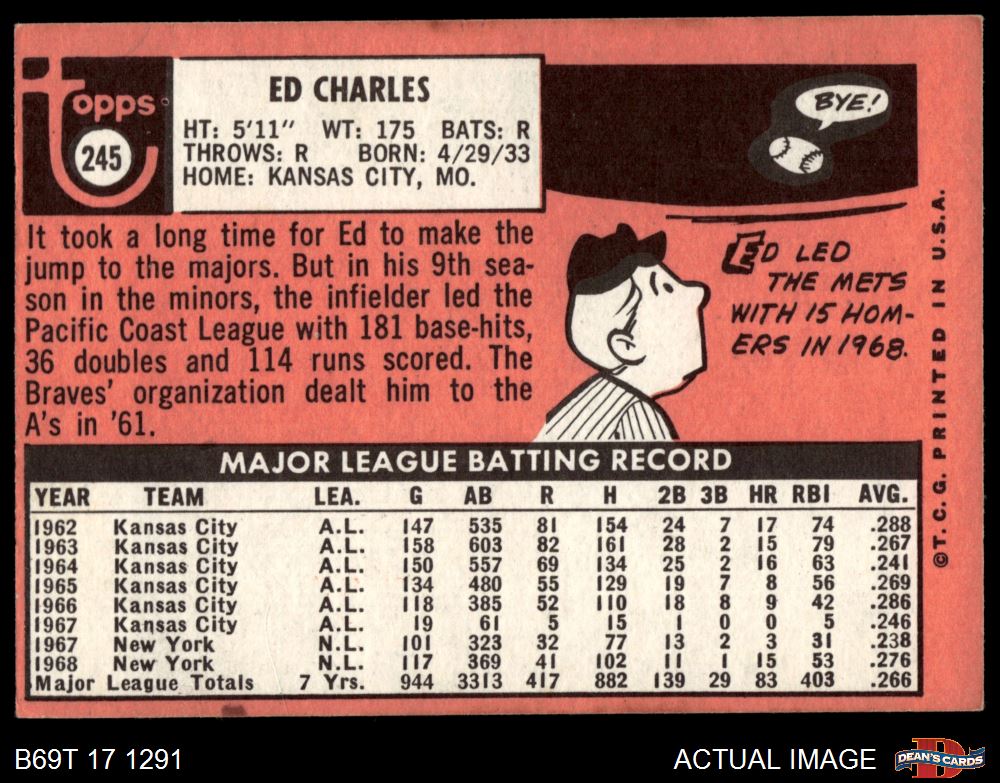 Topps
245
ED CHARLES
HT: 5'11" WT: 175 BATS: R
THROWS: R BORN: 4/29/33
HOME: KANSAS CITY, MO.
BYE!
It took a long time for Ed to make the
jump to the majors. But in his 9th sea-
son in the minors, the infielder led the
Pacific Coast League with 181 base-hits,
36 doubles and 114 runs scored. The
Braves' organization dealt him to the
A's in '61.
ED LED
THE METS
WITH 15 HOM-
ERS IN 1968.
©T. C. G. PRINTED IN U.S.A.
MAJOR LEAGUE BATTING RECORD
YEAR TEAM LEA. G AB R H 2B 3B HR RBI AVG.
1962 Kansas City A.L. 147 535 81 154 24 7 17 74 .288
1963 Kansas City A.L. 158 603 82 161 28 2 15 79 .267
1964 Kansas City A.L. 150 557 69 134 25 2 16 63 .241
1965 Kansas City A.L. 134 480 55 129 19 7 8 56 .269
1966 Kansas City A.L. 118 385 52 110 18 8 9 42 .286
1967 Kansas City A.L. 19 61 5 15 1 0 0 5 .246
1967 New York N.L. 101 323 32 77 13 2 3 31 .238
1968 New York N.L. 117 369 41 102 11 1 15 53 .276
Major League Totals 7 Yrs. 944 3313 417 882 139 29 83 403 .266
B69T 17 1291
ACTUAL IMAGE
D
DEAN'S CARDS